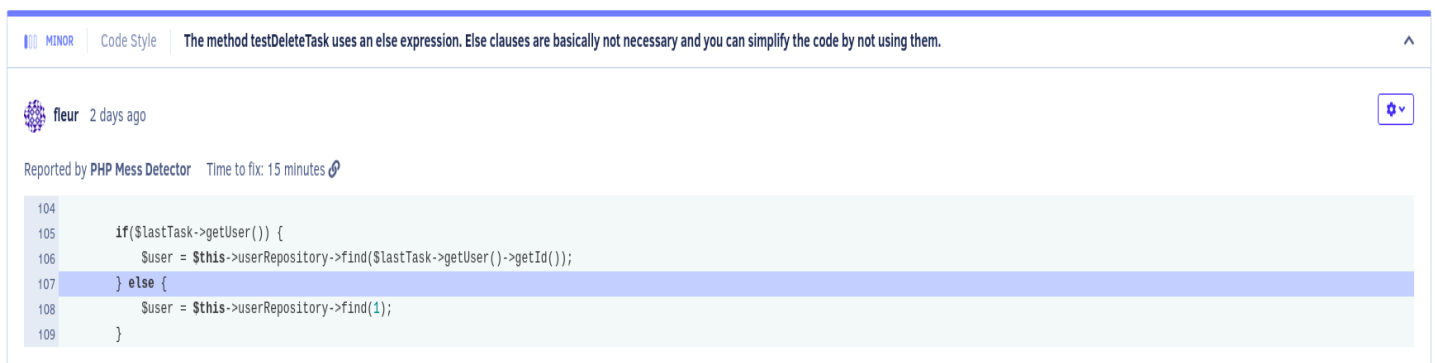 MINOR Code Style The method testDeleteTask uses an else expression. Else clauses are basically not necessary and you can simplify the code by not using them.
fleur 2 days ago
Reported by PHP Mess Detector Time to fix: 15 minutes
104
105 if($lastTask->getUser()) {
106 $user = $this->userRepository->find($lastTask->getUser()->getId());
107 } else {
108 $user = $this->userRepository->find(1);
109 }